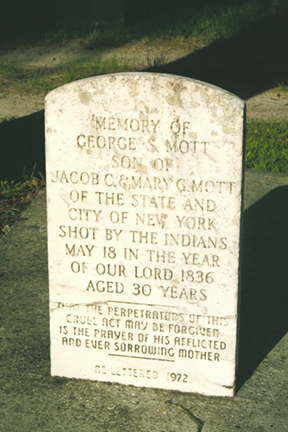 MEMORY OF
GEORGE S. MOTT
SON OF
JACOB C. & MARY G. MOTT
OF THE STATE AND
CITY OF NEW YORK
SHOT BY THE INDIANS
MAY 18 IN THE YEAR
OF OUR LORD 1836
AGED 30 YEARS
THAT THE PERPETRATORS OF THIS
CRUEL ACT MAY BE FORGIVEN
IS THE PRAYER OF HIS AFFLICTED
AND EVER SORROWING MOTHER
RE-LETTERED 1972